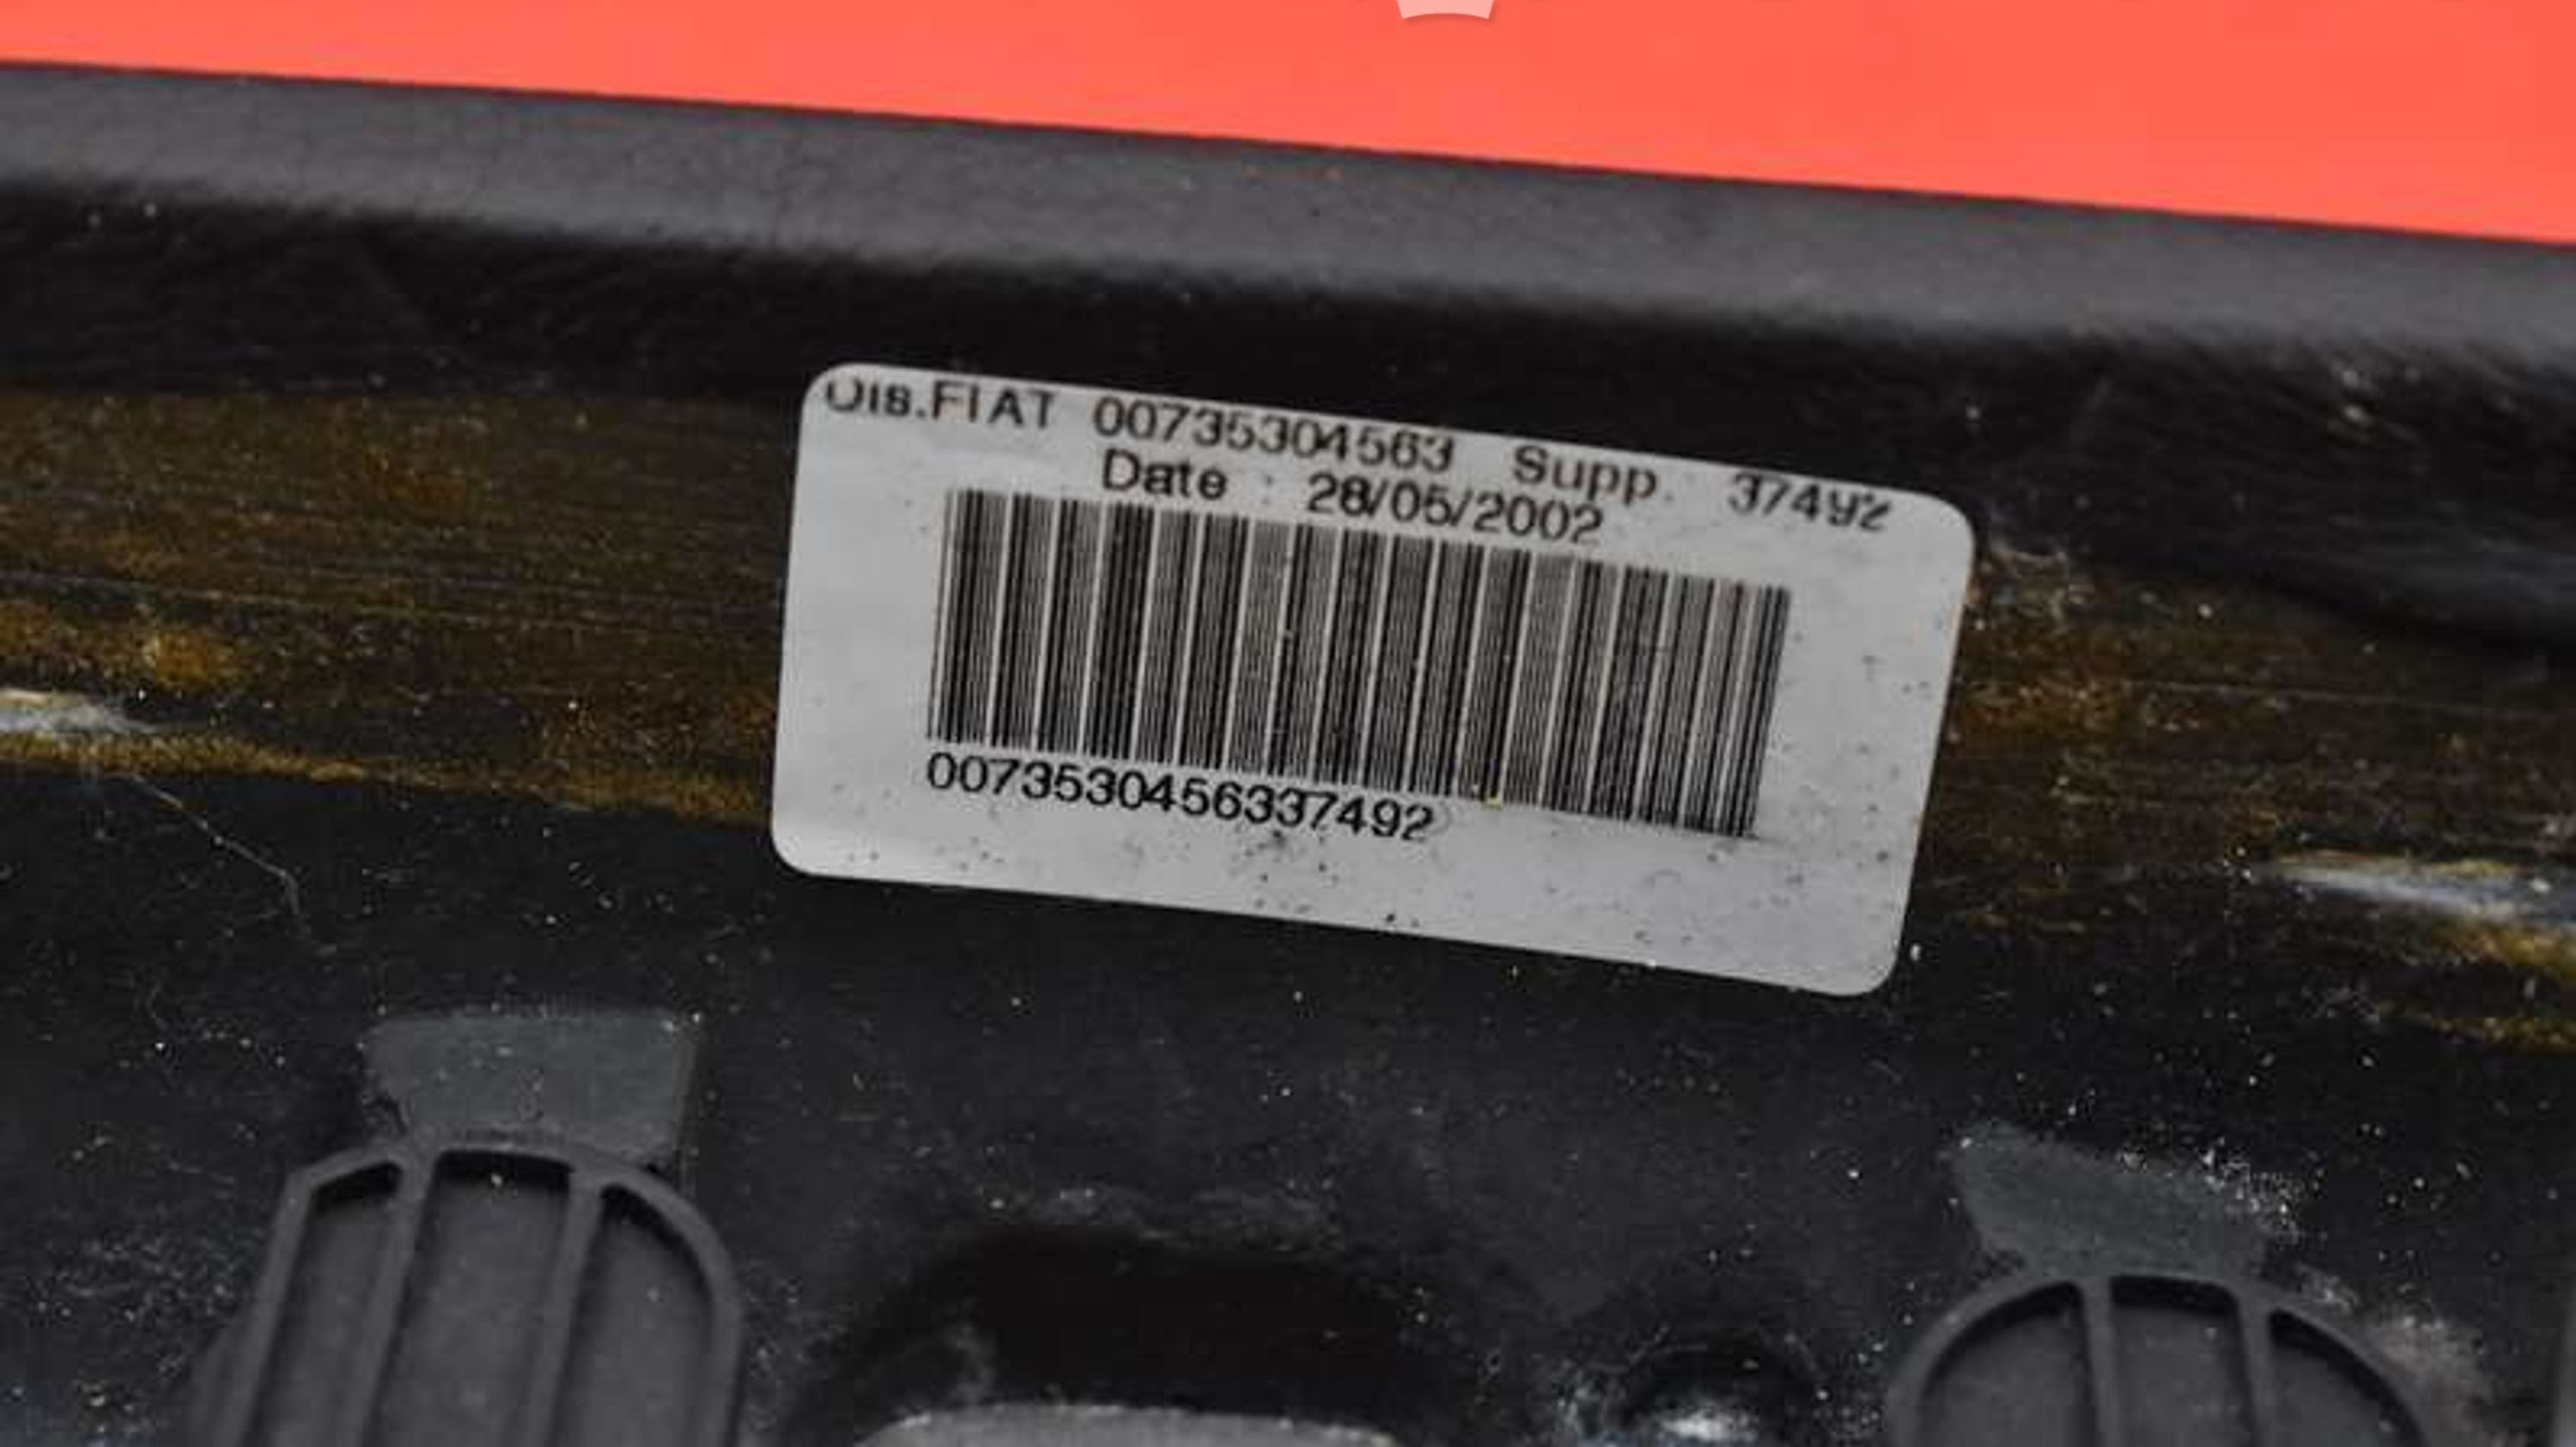 Dis.FIAT 00735304563 Supp. 37492
Date : 28/05/2002
0073530456337492